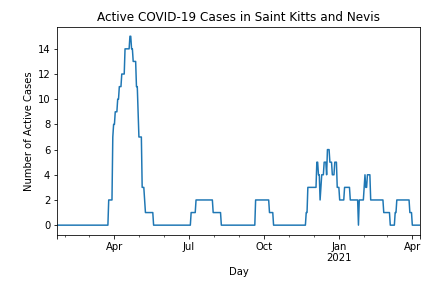 Active COVID-19 Cases in Saint Kitts and Nevis
Number of Active Cases
14
12
10
8
6
4
2
0
Apr
Jul
Oct
Jan
2021
Apr
Day